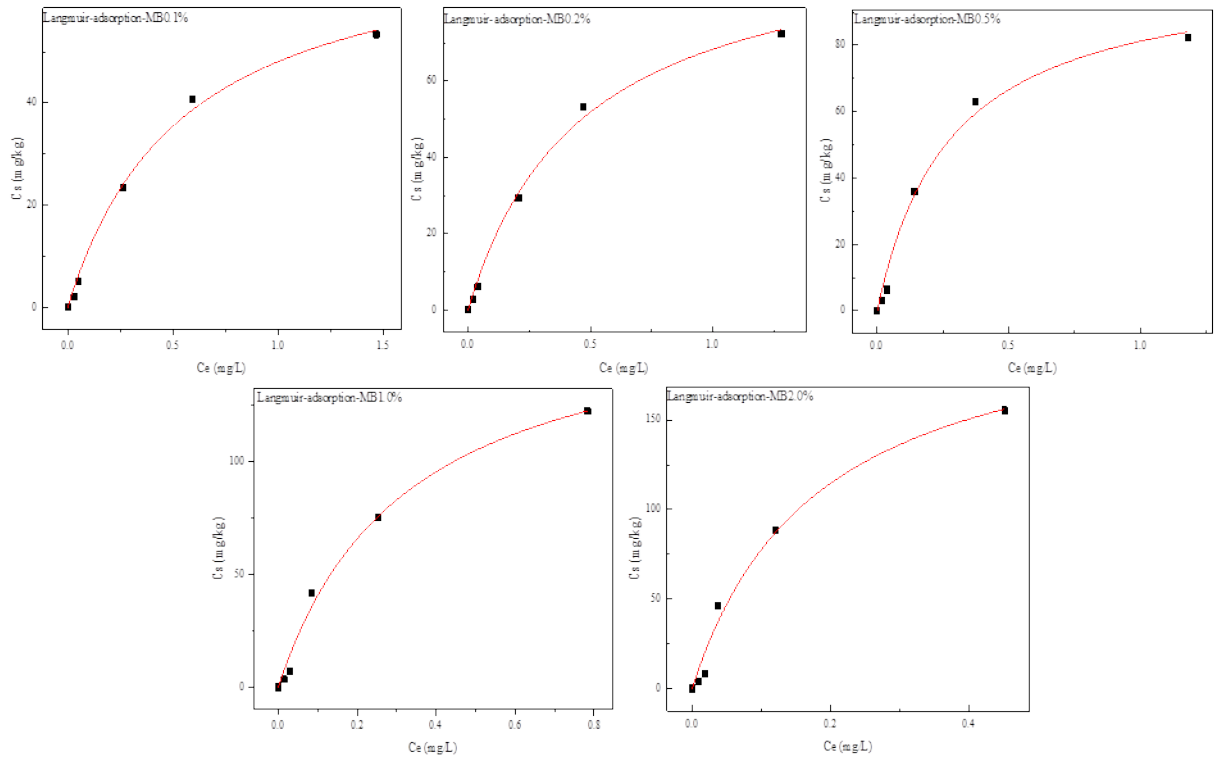 Langmuir-adsorption-MB0.1%
40
20
0
Cs (mg/kg)
0.0 0.5 1.0 1.5
Ce (mg/L)
Langmuir-adsorption-MB0.2%
60
40
20
0
Cs (mg/kg)
0.0 0.5 1.0
Ce (mg/L)
Langmuir-adsorption-MB0.5%
80
60
40
20
0
Cs (mg/kg)
0.0 0.5 1.0
Ce (mg/L)
Langmuir-adsorption-MB1.0%
100
50
0
Cs (mg/kg)
0.0 0.2 0.4 0.6 0.8
Ce (mg/L)
Langmuir-adsorption-MB2.0%
150
100
50
0
Cs (mg/kg)
0.0 0.2 0.4
Ce (mg/L)